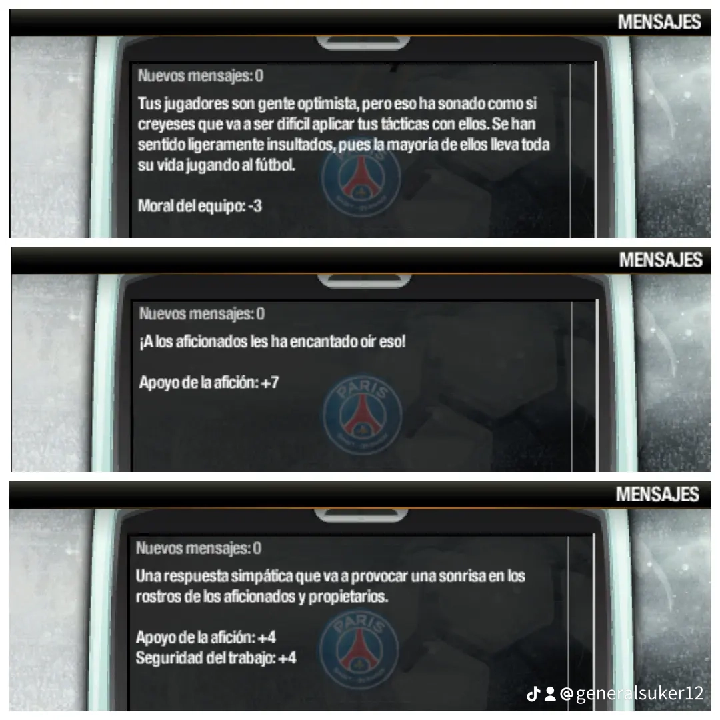 MENSAJES
Nuevos mensajes: 0
Tus jugadores son gente optimista, pero eso ha sonado como si
creyeses que va a ser difícil aplicar tus tácticas con ellos. Se han
sentido ligeramente insultados, pues la mayoría de ellos lleva toda
su vida jugando al fútbol.
Moral del equipo: -3
PARIS
MENSAJES
Nuevos mensajes: 0
¡A los aficionados les ha encantado oir eso!
Apoyo de la afición: +7
PARIS
MENSAJES
Nuevos mensajes: 0
Una respuesta simpática que va a provocar una sonrisa en los
rostros de los aficionados y propietarios.
Apoyo de la afición: +4
Seguridad del trabajo: +4
PARIS
@generalsuker12